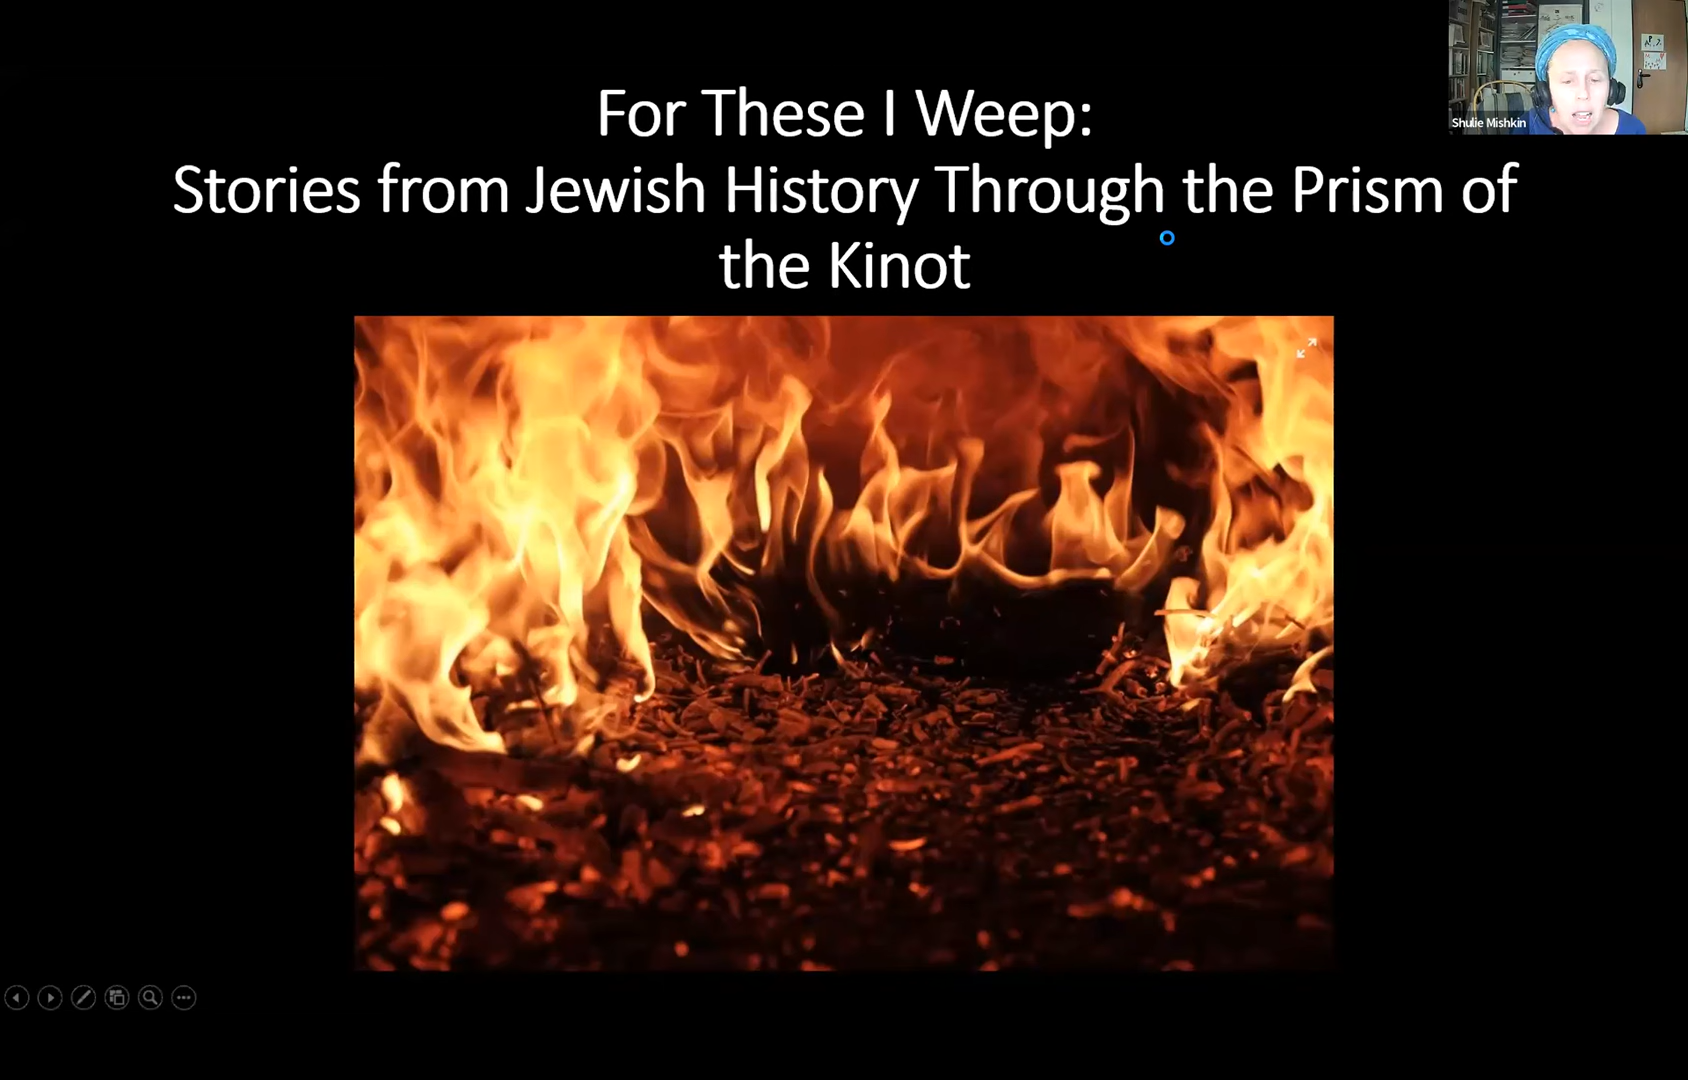 For These I Weep:
Stories from Jewish History Through the Prism of
the Kinot
Shulie Mishkin